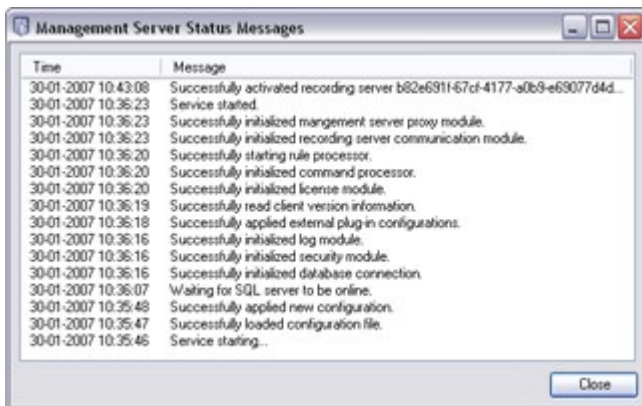 Management Server Status Messages
Time Message
30-01-2007 10:43:08 Successfully activated recording server b82e691f-67cf-4177-a0b9-e69077d4d...
30-01-2007 10:36:23 Service started.
30-01-2007 10:36:23 Successfully initialized mangement server proxy module.
30-01-2007 10:36:23 Successfully initialized recording server communication module.
30-01-2007 10:36:20 Successfully starting rule processor.
30-01-2007 10:36:20 Successfully initialized command processor.
30-01-2007 10:36:20 Successfully initialized license module.
30-01-2007 10:36:19 Successfully read client version information.
30-01-2007 10:36:18 Successfully applied external plug-in configurations.
30-01-2007 10:36:16 Successfully initialized log module.
30-01-2007 10:36:16 Successfully initialized security module.
30-01-2007 10:36:16 Successfully initialized database connection.
30-01-2007 10:36:07 Waiting for SQL server to be online.
30-01-2007 10:35:48 Successfully applied new configuration.
30-01-2007 10:35:47 Successfully loaded configuration file.
30-01-2007 10:35:46 Service starting...
Close